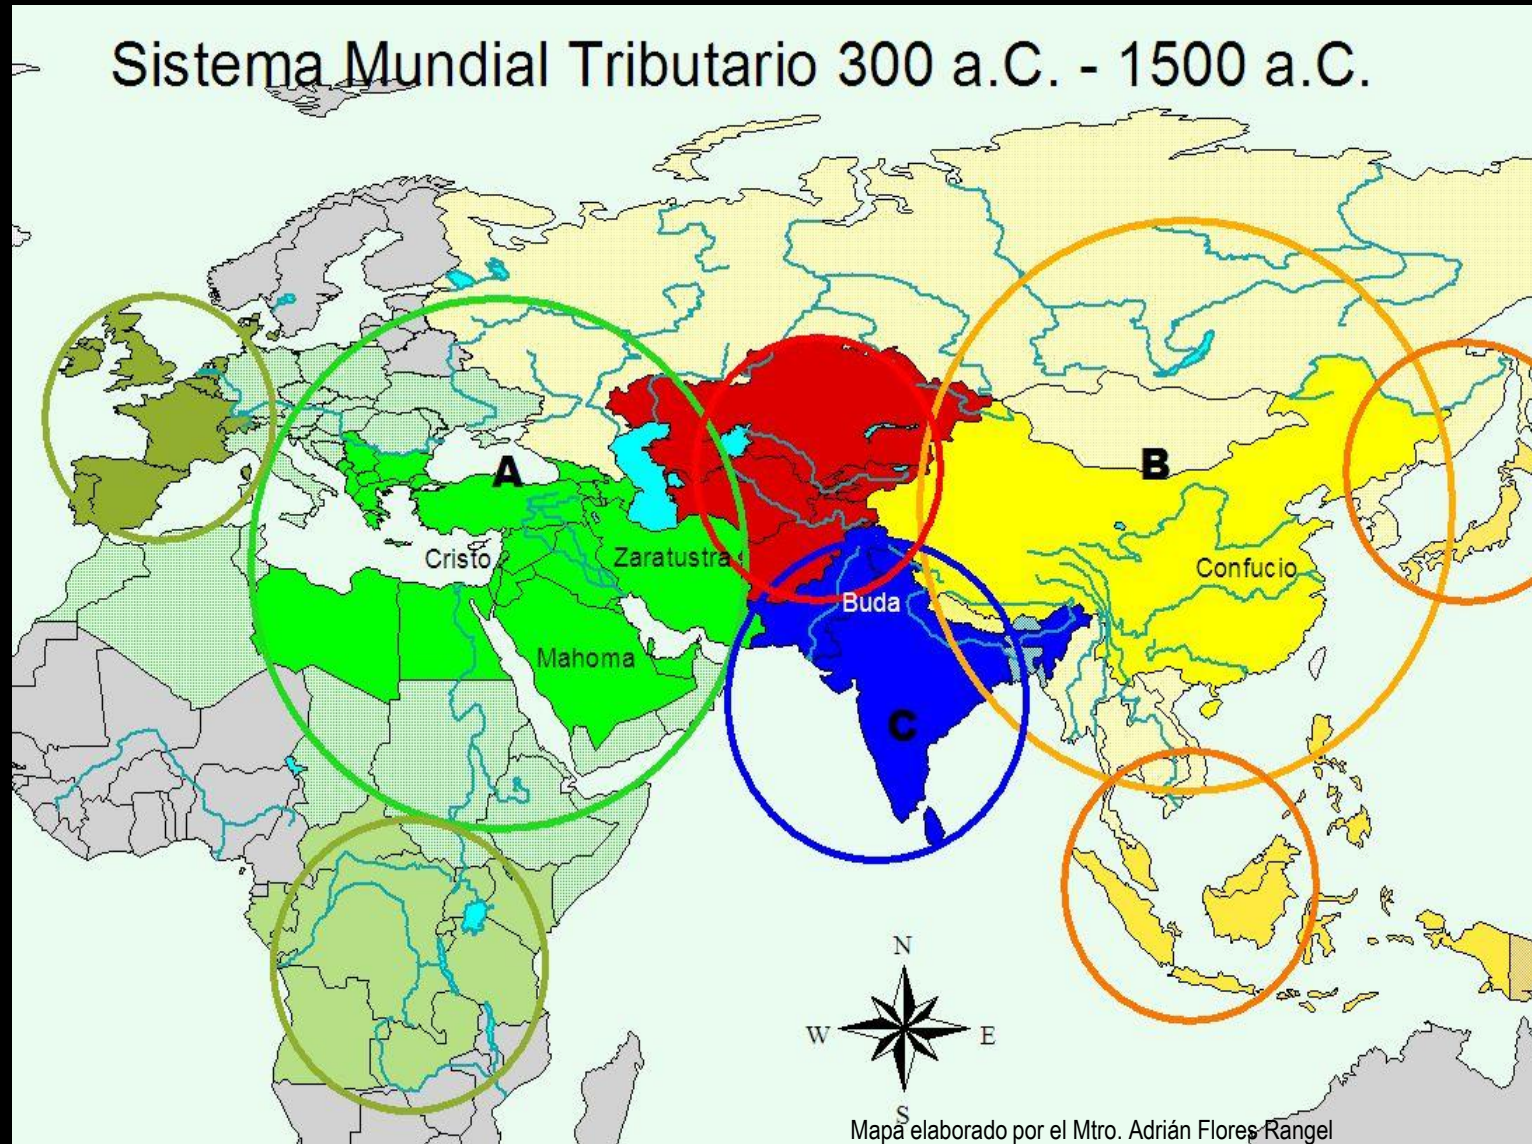 Sistema Mundial Tributario 300 a.C. - 1500 a.C.
A
B
Cristo
Zaratustra
Confucio
Buda
Mahoma
C
N
W
E
S
Mapa elaborado por el Mtro. Adrián Flores Rangel